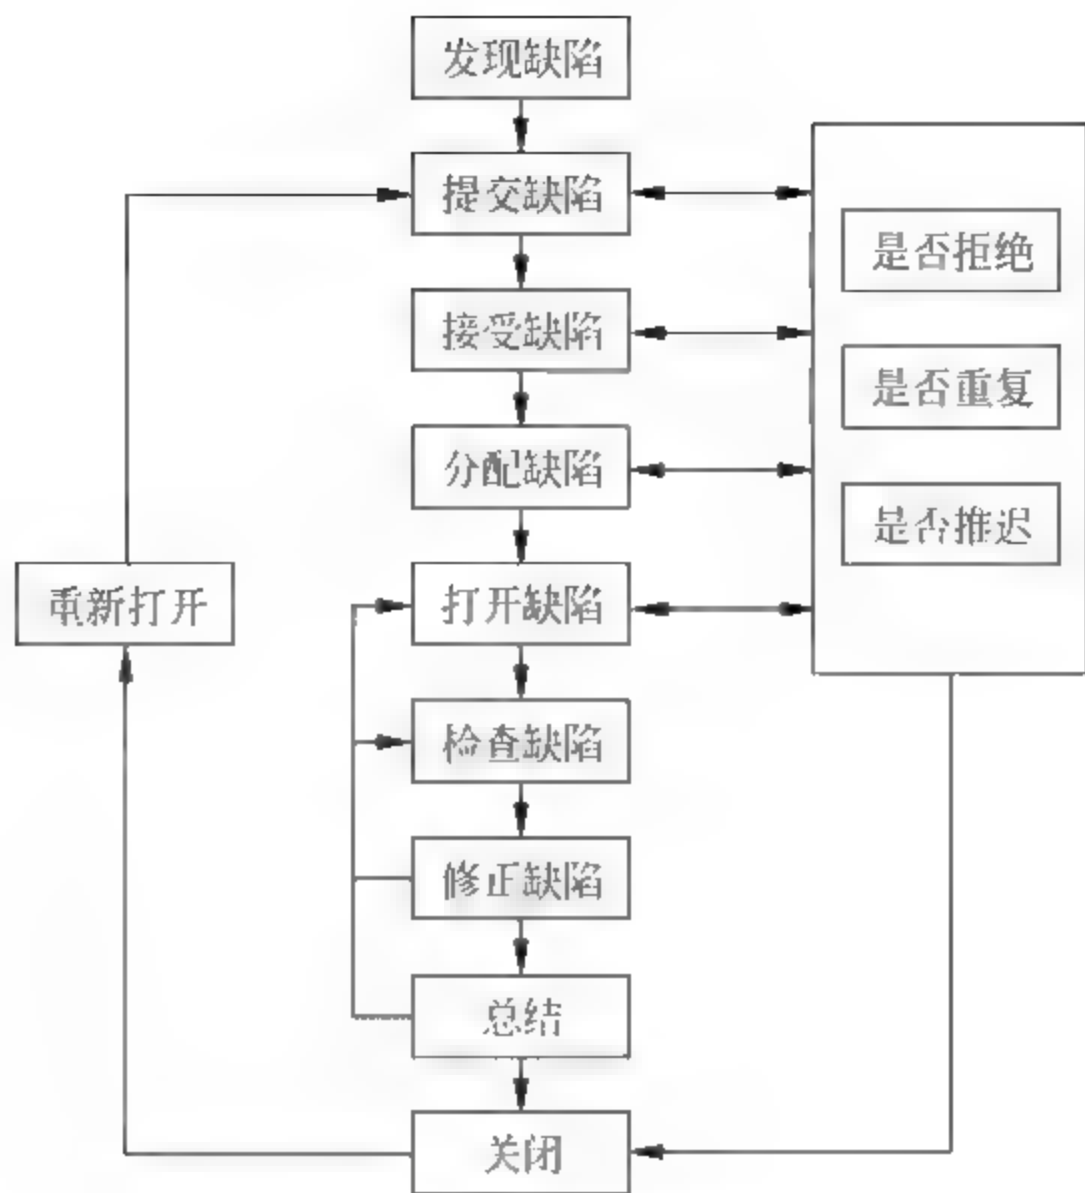 发现缺陷
提交缺陷
是否拒绝
接受缺陷
是否重复
分配缺陷
是否推迟
重新打开
打开缺陷
检查缺陷
修正缺陷
总结
关闭